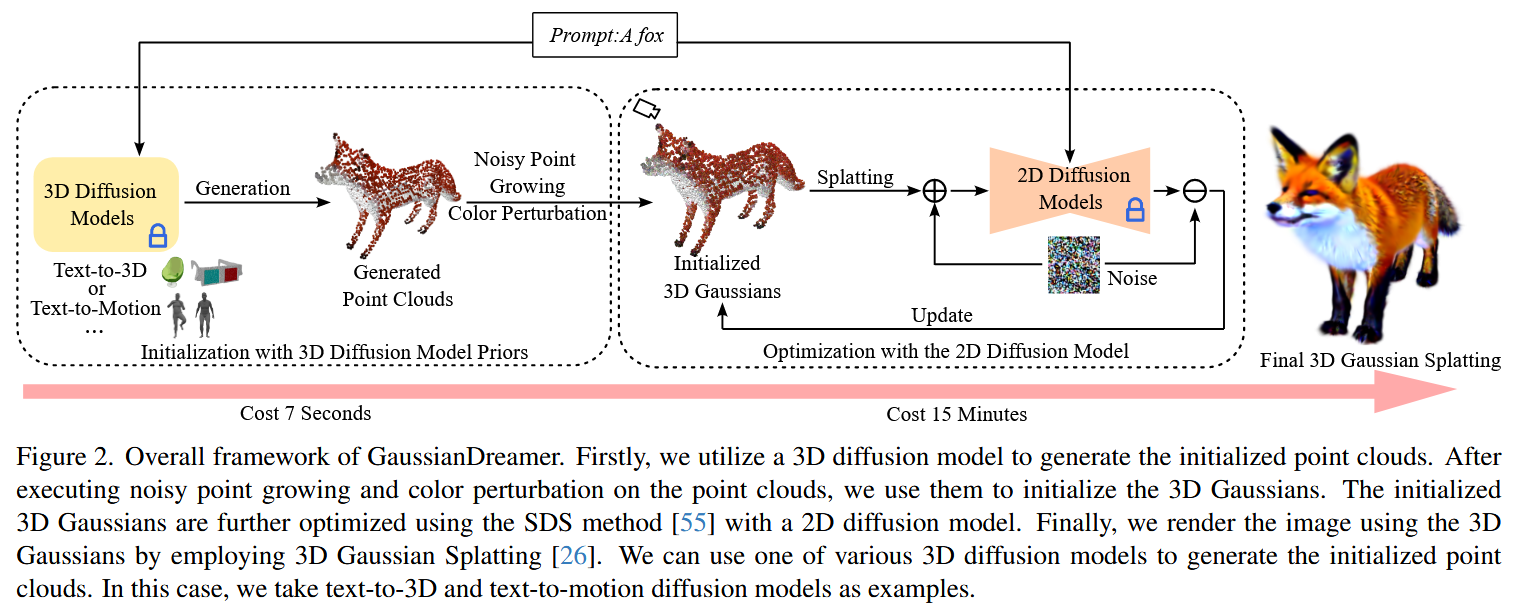 Prompt:A fox
3D Diffusion
Models
Text-to-3D
or
Text-to-Motion
...
Generation
Generated
Point Clouds
Noisy Point
Growing
Color Perturbation
Initialization with 3D Diffusion Model Priors
Initialized
3D Gaussians
Splatting
2D Diffusion
Models
Noise
Update
Optimization with the 2D Diffusion Model
Final 3D Gaussian Splatting
Cost 7 Seconds
Cost 15 Minutes
Figure 2. Overall framework of GaussianDreamer. Firstly, we utilize a 3D diffusion model to generate the initialized point clouds. After
executing noisy point growing and color perturbation on the point clouds, we use them to initialize the 3D Gaussians. The initialized
3D Gaussians are further optimized using the SDS method [55] with a 2D diffusion model. Finally, we render the image using the 3D
Gaussians by employing 3D Gaussian Splatting [26]. We can use one of various 3D diffusion models to generate the initialized point
clouds. In this case, we take text-to-3D and text-to-motion diffusion models as examples.